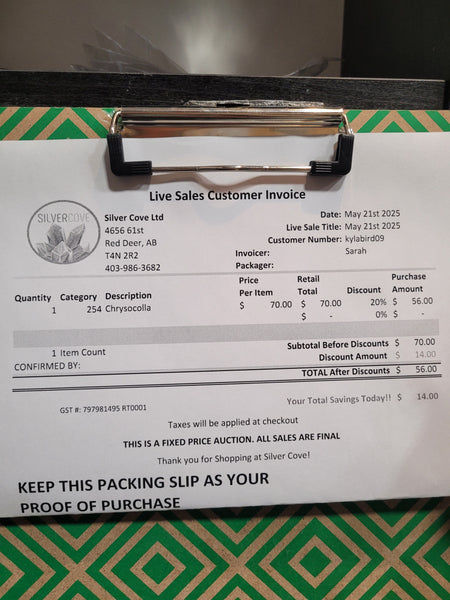 Live Sales Customer Invoice
SILVERCOVE
Silver Cove Ltd
4656 61st
Red Deer, AB
T4N 2R2
403-986-3682
Date: May 21st 2025
Live Sale Title: May 21st 2025
Customer Number: kylabird09
Invoicer: Sarah
Packager:
Quantity Category Description Price Per Item Retail Total Discount Purchase Amount
1 254 Chrysocolla $ 70.00 $ 70.00 20% $ 56.00
$ - 0% $ -
1 Item Count
CONFIRMED BY:
Subtotal Before Discounts $ 70.00
Discount Amount $ 14.00
TOTAL After Discounts $ 56.00
GST #: 797981495 RT0001
Your Total Savings Today!! $ 14.00
Taxes will be applied at checkout
THIS IS A FIXED PRICE AUCTION. ALL SALES ARE FINAL
Thank you for Shopping at Silver Cove!
KEEP THIS PACKING SLIP AS YOUR
PROOF OF PURCHASE